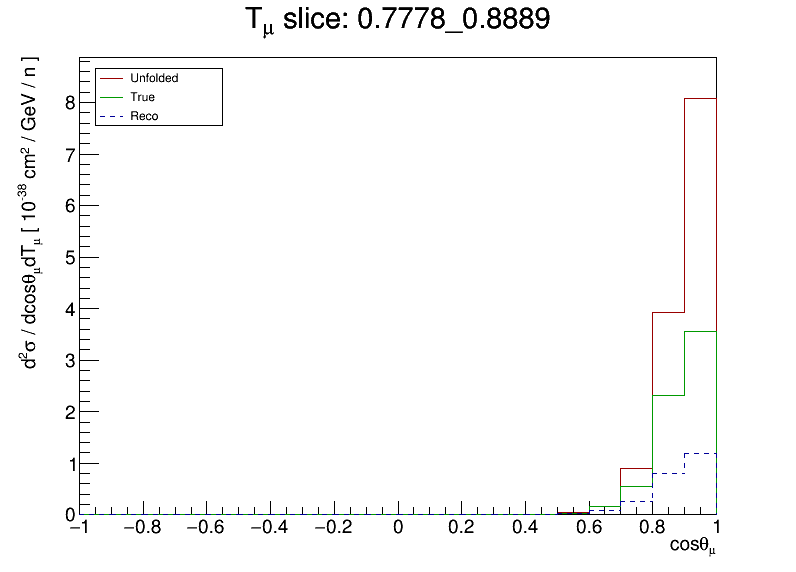 Tμ slice: 0.7778_0.8889
d²σ / dcosθμdTμ [ 10⁻³⁸ cm² / GeV / n ]
Unfolded
True
Reco
8
7
6
5
4
3
2
1
0
−1 −0.8 −0.6 −0.4 −0.2 0 0.2 0.4 0.6 0.8 1
cosθμ